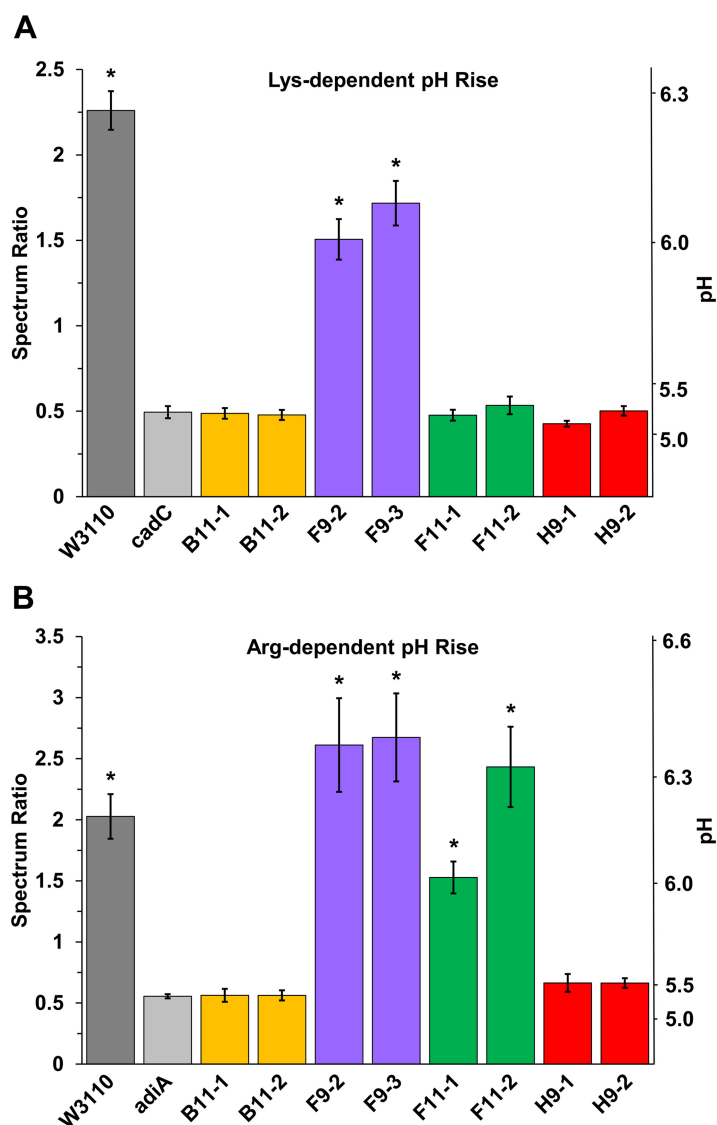 A
Lys-dependent pH Rise
Spectrum Ratio
2.5
2
1.5
1
0.5
0
*
*
*
6.3
6.0
5.5
5.0
pH
W3110
cadC
B11-1
B11-2
F9-2
F9-3
F11-1
F11-2
H9-1
H9-2
B
Arg-dependent pH Rise
Spectrum Ratio
3.5
3
2.5
2
1.5
1
0.5
0
*
*
*
*
*
6.6
6.3
6.0
5.5
5.0
pH
W3110
adiA
B11-1
B11-2
F9-2
F9-3
F11-1
F11-2
H9-1
H9-2